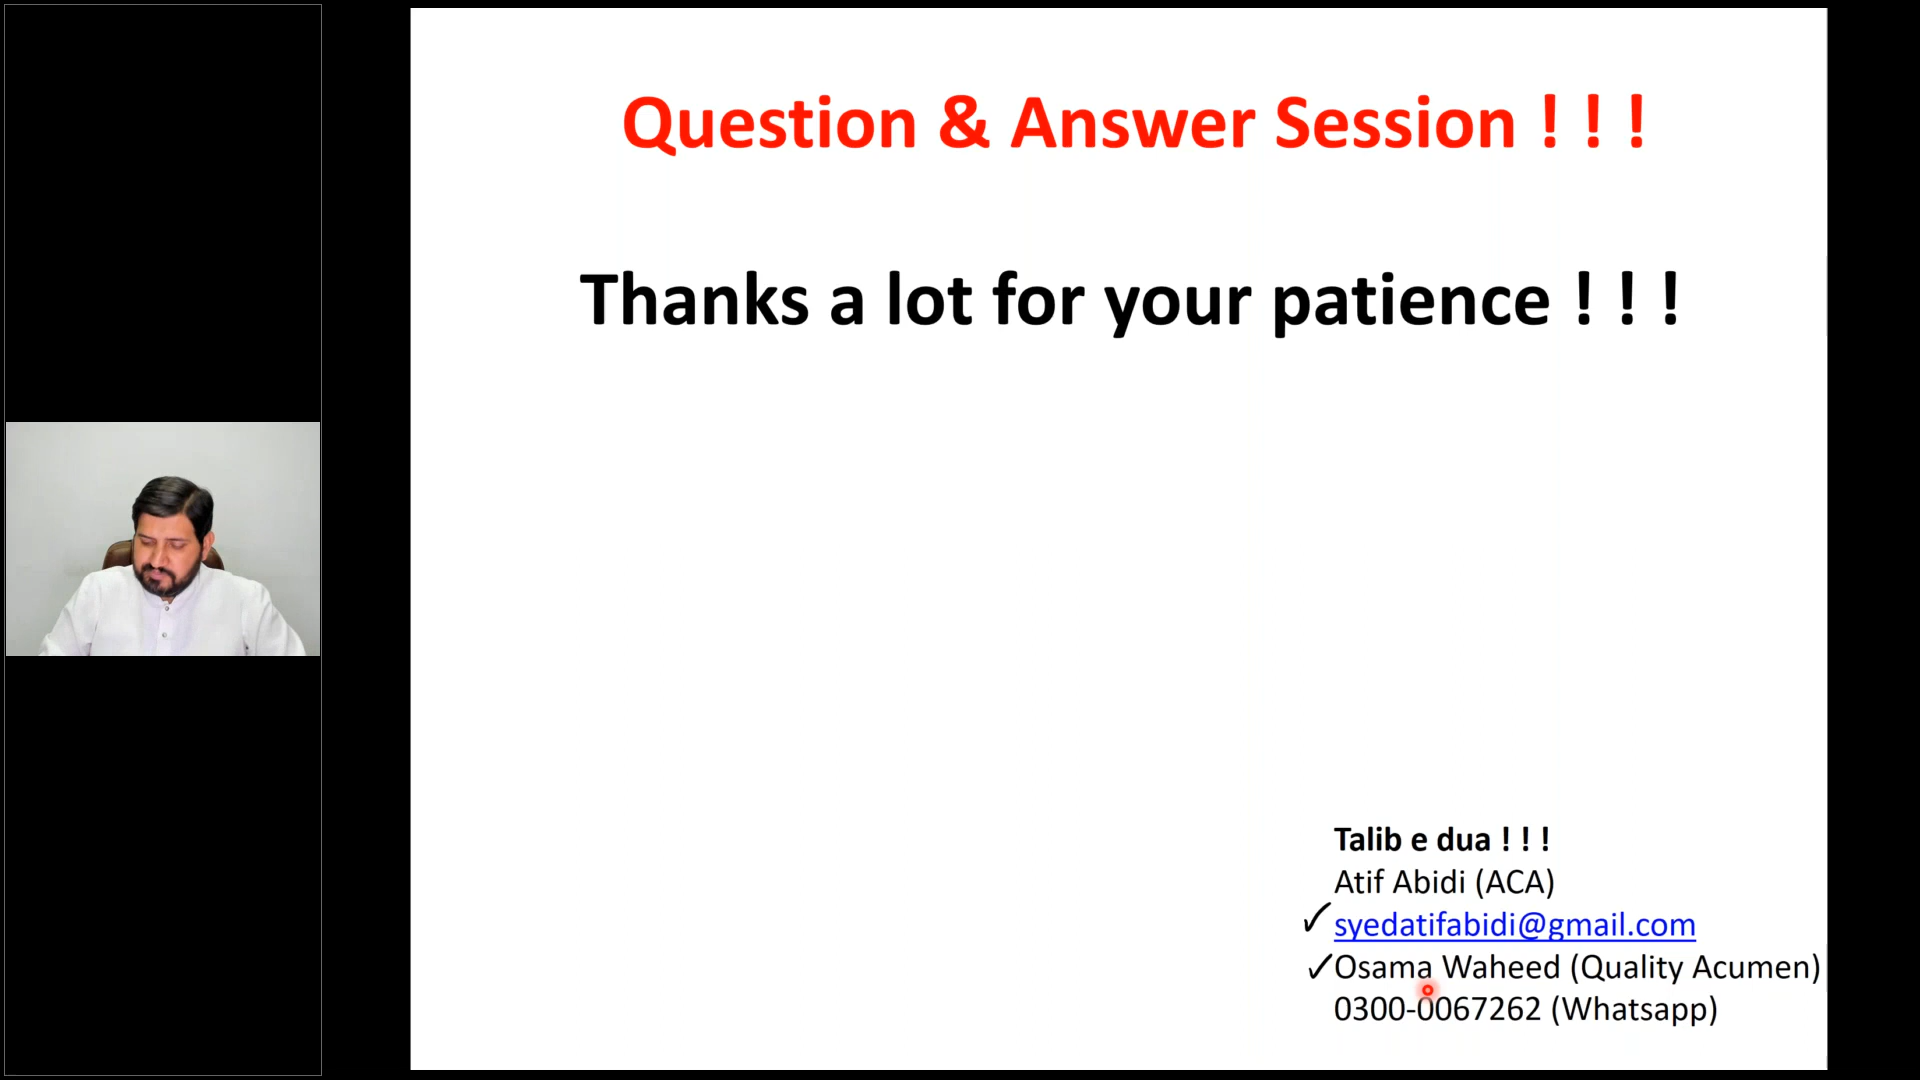 Question & Answer Session ! ! !
Thanks a lot for your patience ! ! !
Talib e dua ! ! !
Atif Abidi (ACA)
✓ syedatifabidi@gmail.com
✓ Osama Waheed (Quality Acumen)
0300-0067262 (Whatsapp)